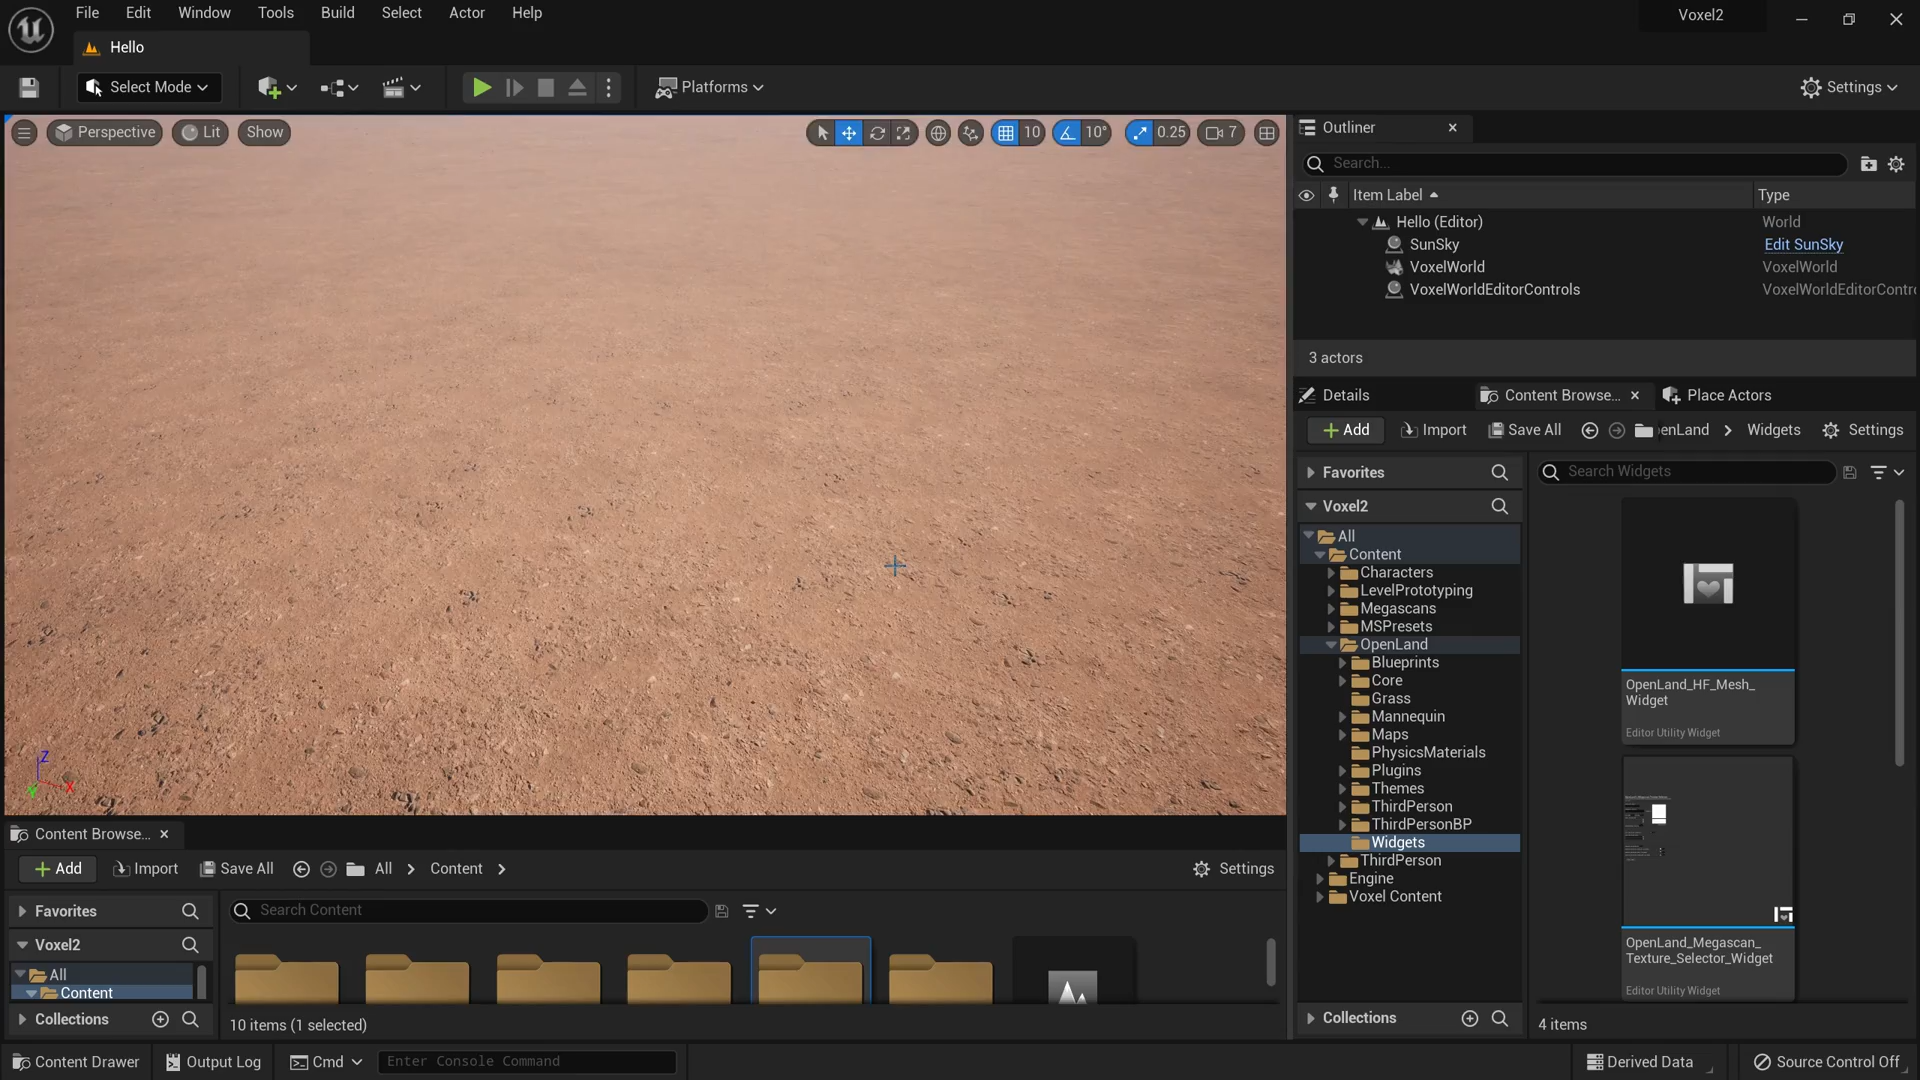 File Edit Window Tools Build Select Actor Help
Voxel2
Hello
Select Mode
Platforms
Settings
Perspective
Lit
Show
10
10°
0.25
7
Z
X
Y
Outliner
Search...
Item Label
Type
Hello (Editor)
World
SunSky
Edit SunSky
VoxelWorld
VoxelWorld
VoxelWorldEditorControls
VoxelWorldEditorContr
3 actors
Details
Content Browse...
Place Actors
Add
Import
Save All
enLand
Widgets
Settings
Favorites
Search Widgets
Voxel2
All
Content
Characters
LevelPrototyping
Megascans
MSPresets
OpenLand
Blueprints
Core
Grass
Mannequin
Maps
PhysicsMaterials
Plugins
Themes
ThirdPerson
ThirdPersonBP
Widgets
ThirdPerson
Engine
Voxel Content
Collections
OpenLand_HF_Mesh_
Widget
Editor Utility Widget
OpenLand_Megascan_
Texture_Selector_Widget
Editor Utility Widget
4 items
Content Browse...
Add
Import
Save All
All
Content
Settings
Favorites
Search Content
Voxel2
All
Content
Collections
10 items (1 selected)
Content Drawer
Output Log
Cmd
Enter Console Command
Derived Data
Source Control Off